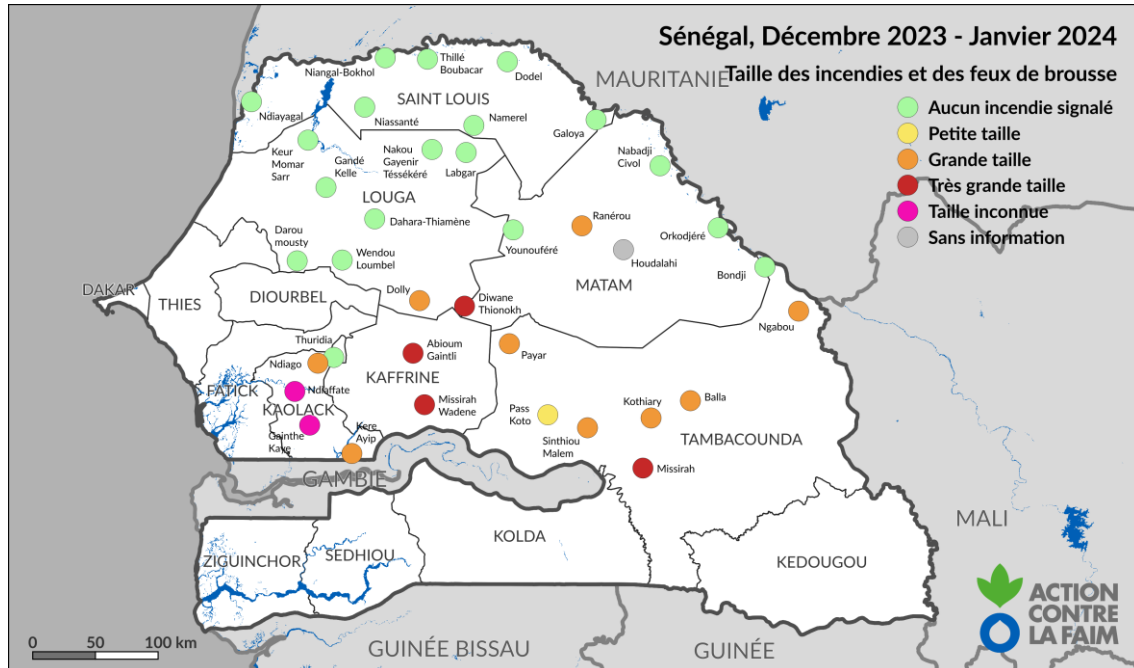 Sénégal, Décembre 2023 - Janvier 2024
Taille des incendies et des feux de brousse
Aucun incendie signalé
Petite taille
Grande taille
Très grande taille
Taille inconnue
Sans information
MAURITANIE
Niangal-Bokhol
Thillé
Boubacar
Dodel
SAINT LOUIS
Ndiayagal
Niassanté
Namerel
Galoya
Keur
Momar
Sarr
Gandé
Kelle
Nakou
Gayenir
Téssékéré
Labgar
Nabadji
Civol
LOUGA
Dahara-Thiamène
Ranérou
Orkodjéré
Darou
mousty
Wendou
Loumbel
Younouféré
Houdalahi
Bondji
MATAM
DAKAR
THIES
DIOURBEL
Dolly
Diwane
Thionokh
Ngabou
Thuridia
Ndiago
Abioum
Gaintli
Payar
KAFFRINE
FATICK
Ndiaffate
KAOLACK
Missirah
Wadene
Pass
Koto
Kothiary
Balla
Gainthe
Kaye
Kere
Ayip
Sinthiou
Malem
TAMBACOUNDA
Missirah
GAMBIE
MALI
ZIGUINCHOR
SEDHIOU
KOLDA
KEDOUGOU
GUINÉE BISSAU
GUINÉE
0 50 100 km
ACTION
CONTRE
LA FAIM